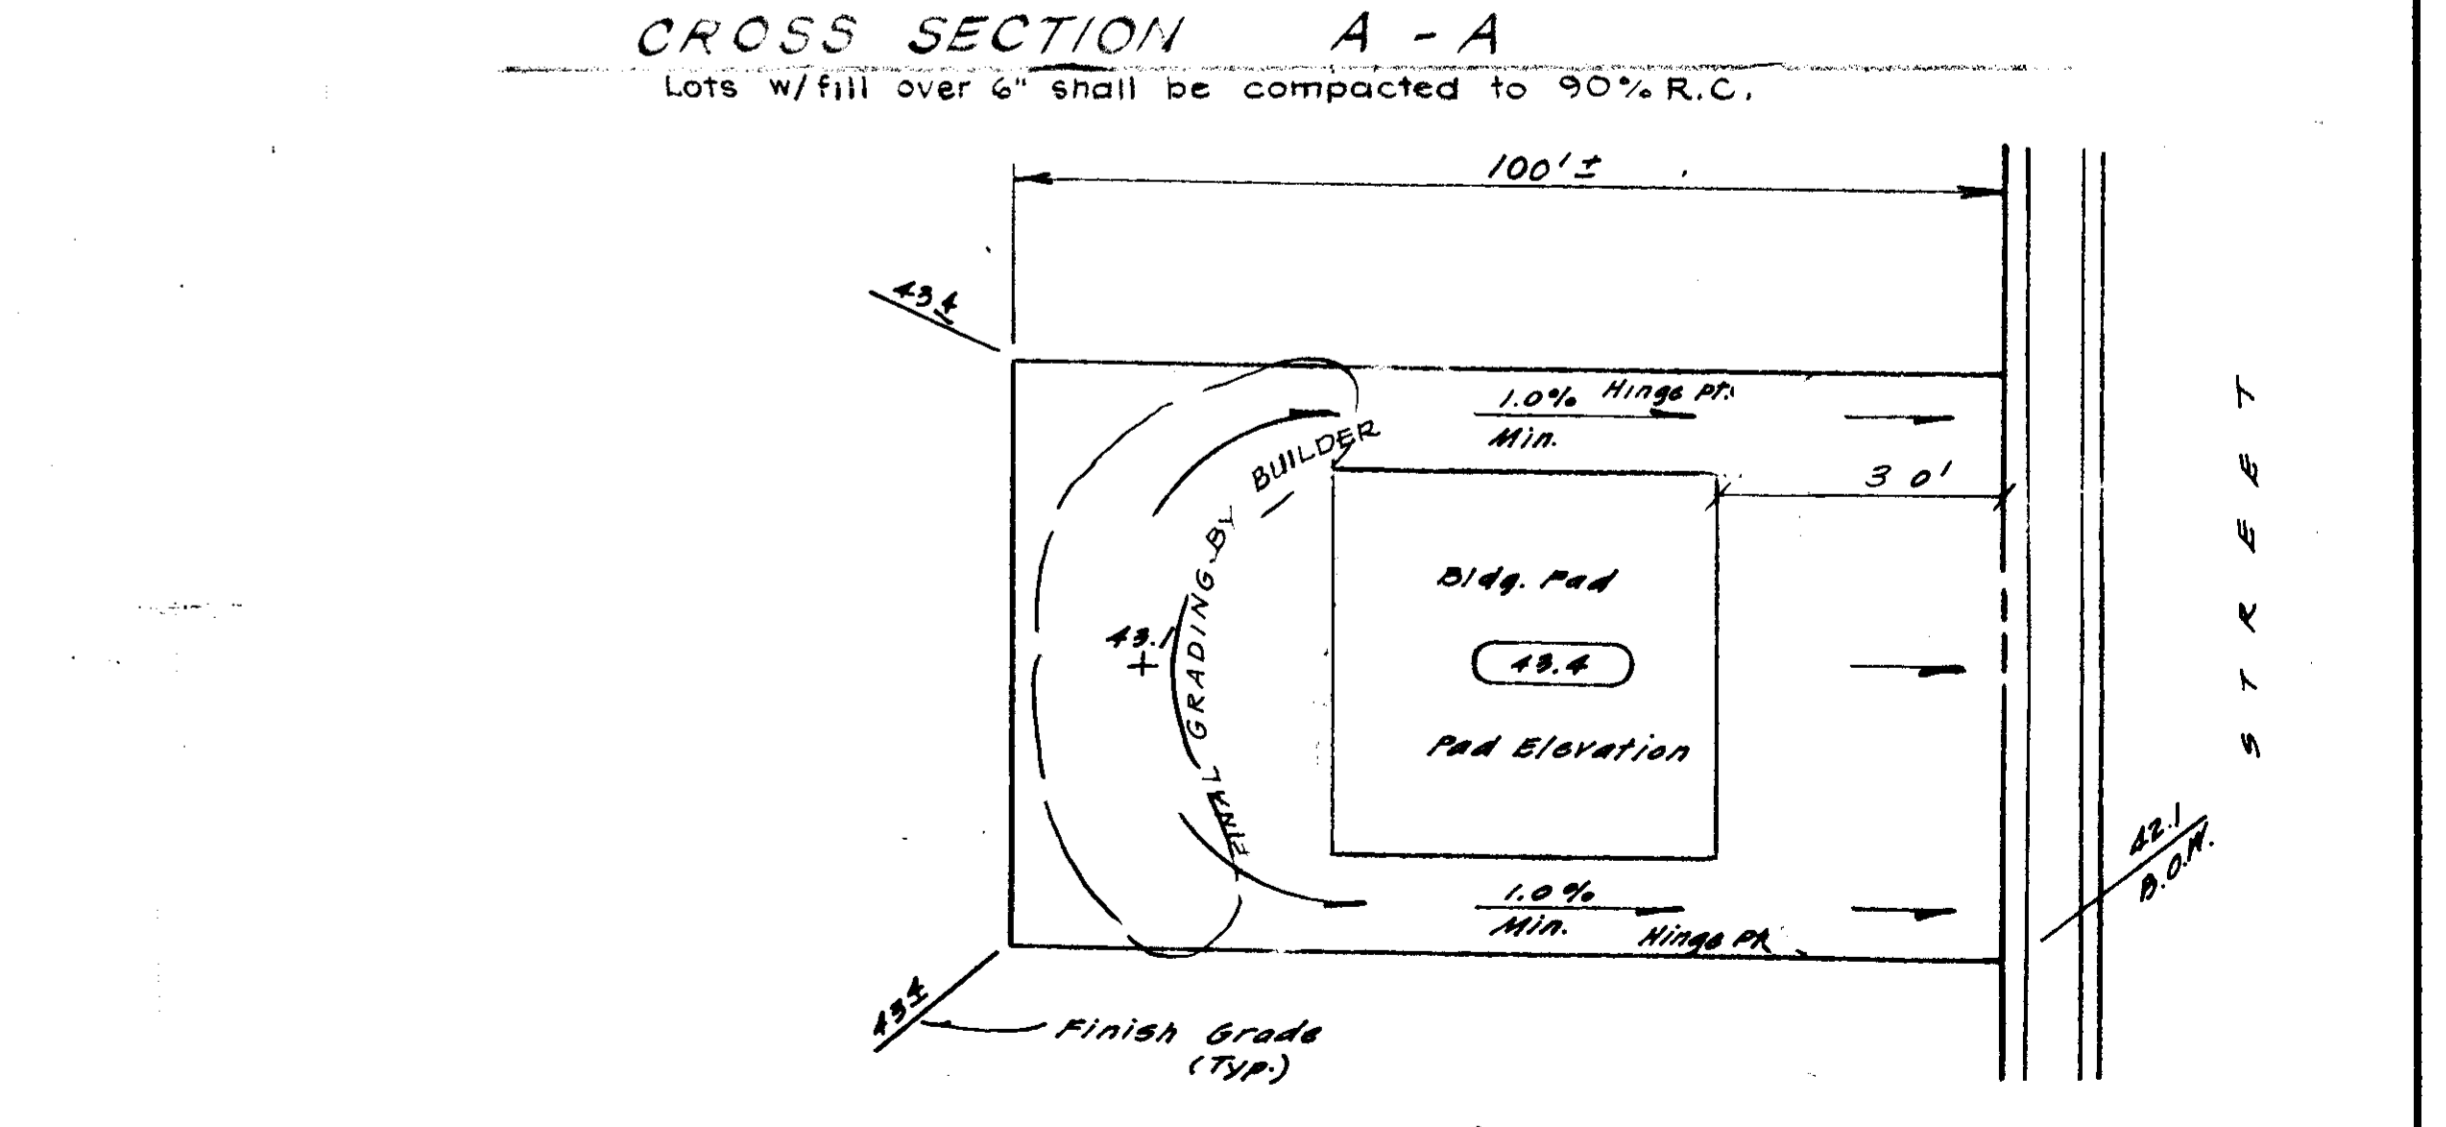 CROSS SECTION A - A
Lots w/fill over 6" shall be compacted to 90% R.C.
100'±
434
1.0% Hinge Pt.
Min.
30'
FINAL GRADING BY BUILDER
43.1
Bldg. Pad
43.4
Pad Elevation
STREET
42.1
B.O.W.
1.0%
Min.
Hinge Pt.
434
Finish Grade
(Typ.)